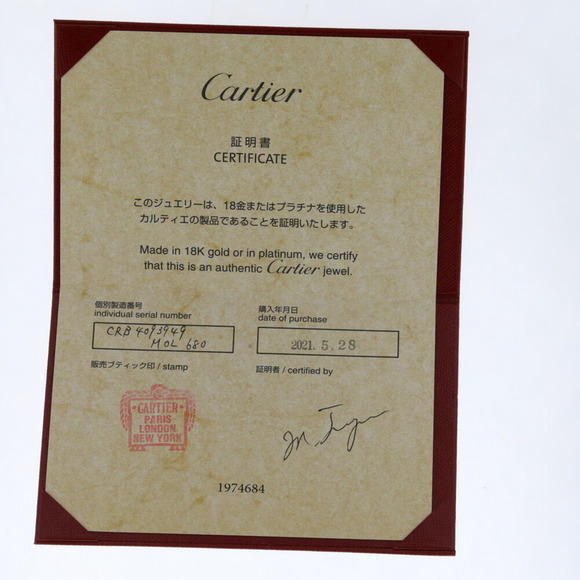 Cartier
証明書
CERTIFICATE
このジュエリーは、18金またはプラチナを使用した
カルティエの製品であることを証明いたします。
Made in 18K gold or in platinum, we certify
that this is an authentic Cartier jewel.
個別製造番号
individual serial number
CRB4093949
MOL 680
購入年月日
date of purchase
2021. 5. 28
販売ブティック印 / stamp
証明者 / certified by
CARTIER
PARIS
LONDON
NEW YORK
M.
1974684